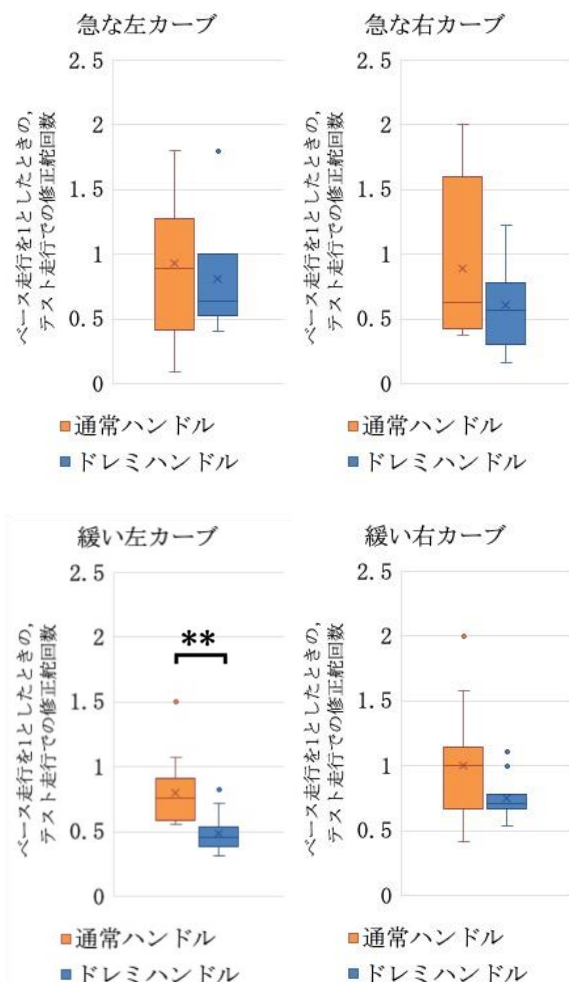 急な左カーブ
2.5
2
1.5
1
0.5
0
ベース走行を1としたときの,
テスト走行での修正舵回数
通常ハンドル
ドレミハンドル
急な右カーブ
2.5
2
1.5
1
0.5
0
ベース走行を1としたときの,
テスト走行での修正舵回数
通常ハンドル
ドレミハンドル
緩い左カーブ
2.5
2
1.5
1
0.5
0
ベース走行を1としたときの,
テスト走行での修正舵回数
**
通常ハンドル
ドレミハンドル
緩い右カーブ
2.5
2
1.5
1
0.5
0
ベース走行を1としたときの,
テスト走行での修正舵回数
通常ハンドル
ドレミハンドル